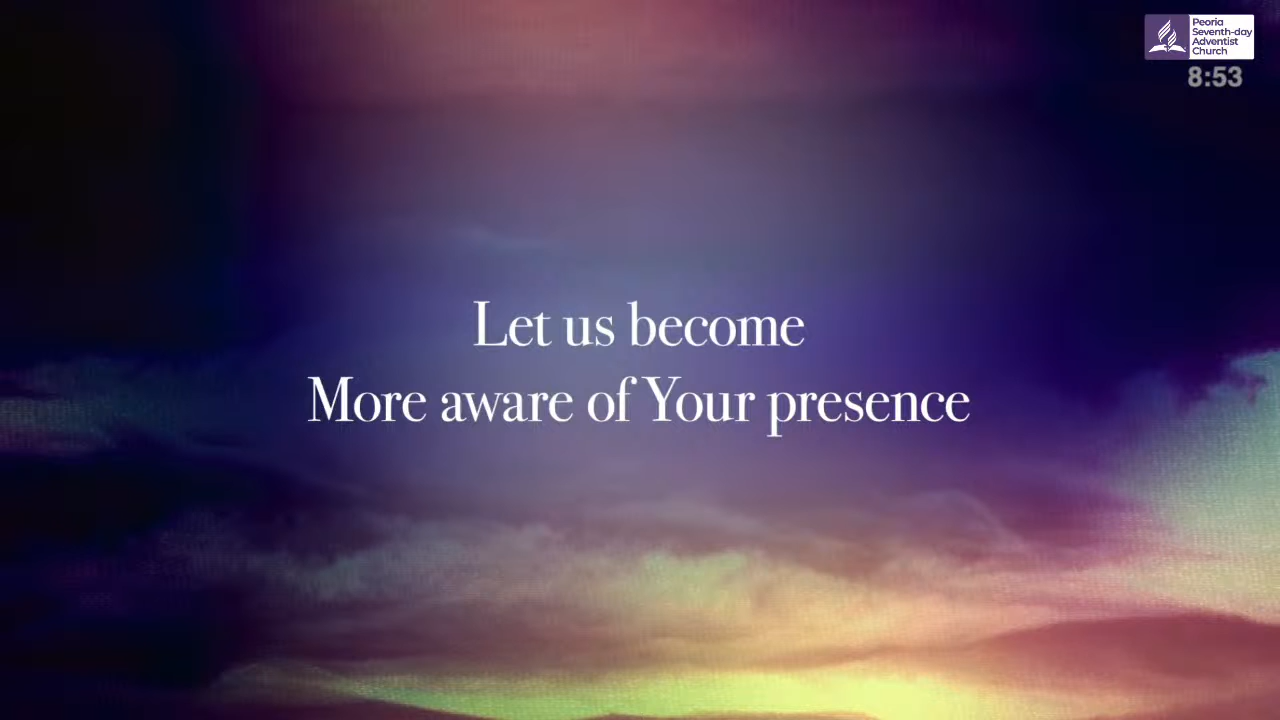 Peoria
Seventh-day
Adventist
Church
8:53
Let us become
More aware of Your presence